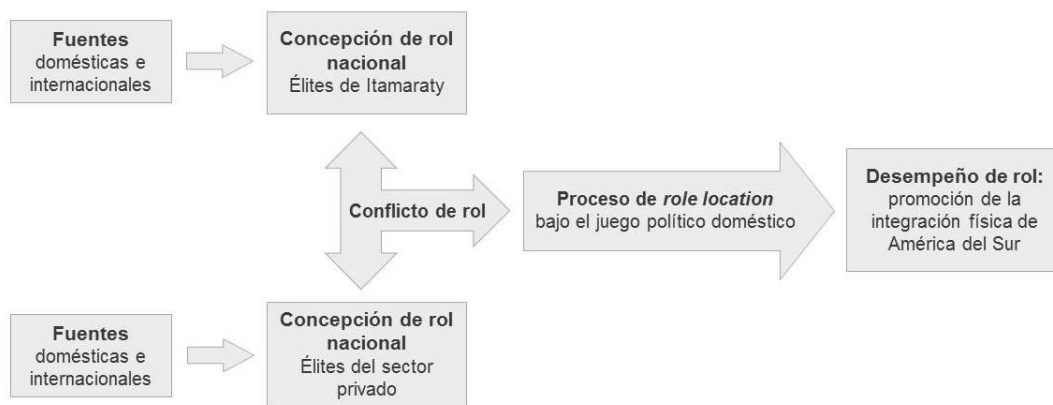 Fuentes
domésticas e
internacionales
Concepción de rol
nacional
Élites de Itamaraty
Conflicto de rol
Proceso de role location
bajo el juego político doméstico
Desempeño de rol:
promoción de la
integración física de
América del Sur
Fuentes
domésticas e
internacionales
Concepción de rol
nacional
Élites del sector
privado